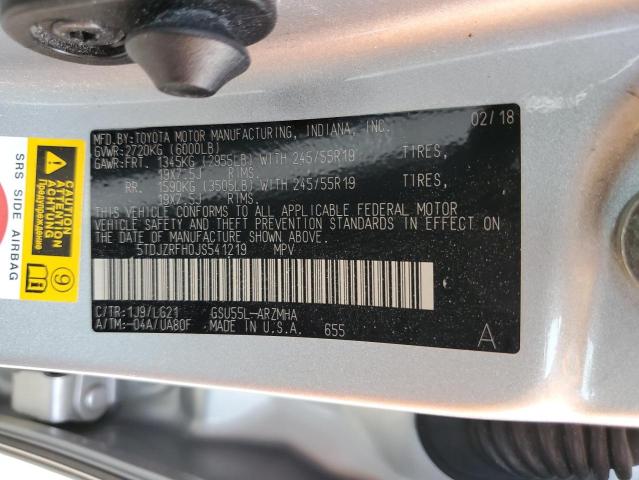 MFD.BY:TOYOTA MOTOR MANUFACTURING, INDIANA, INC. 02/18
GVWR:2720KG (6000LB)
GAWR:FRT. 1345KG (2955LB) WITH 245/55R19 TIRES,
19X7.5J RIMS.
RR. 1590KG (3505LB) WITH 245/55R19 TIRES,
19X7.5J RIMS.
THIS VEHICLE CONFORMS TO ALL APPLICABLE FEDERAL MOTOR
VEHICLE SAFETY AND THEFT PREVENTION STANDARDS IN EFFECT ON
THE DATE OF MANUFACTURE SHOWN ABOVE.
5TDJZRFH0JS541219 MPV
C/TR:1J9/LG21 GSU55L-ARZMHA
A/TM:-04A/UA80F MADE IN U.S.A. 655 A
SRS SIDE AIRBAG
CAUTION
ATTENTION
ACHTUNG
Предупреждение
9